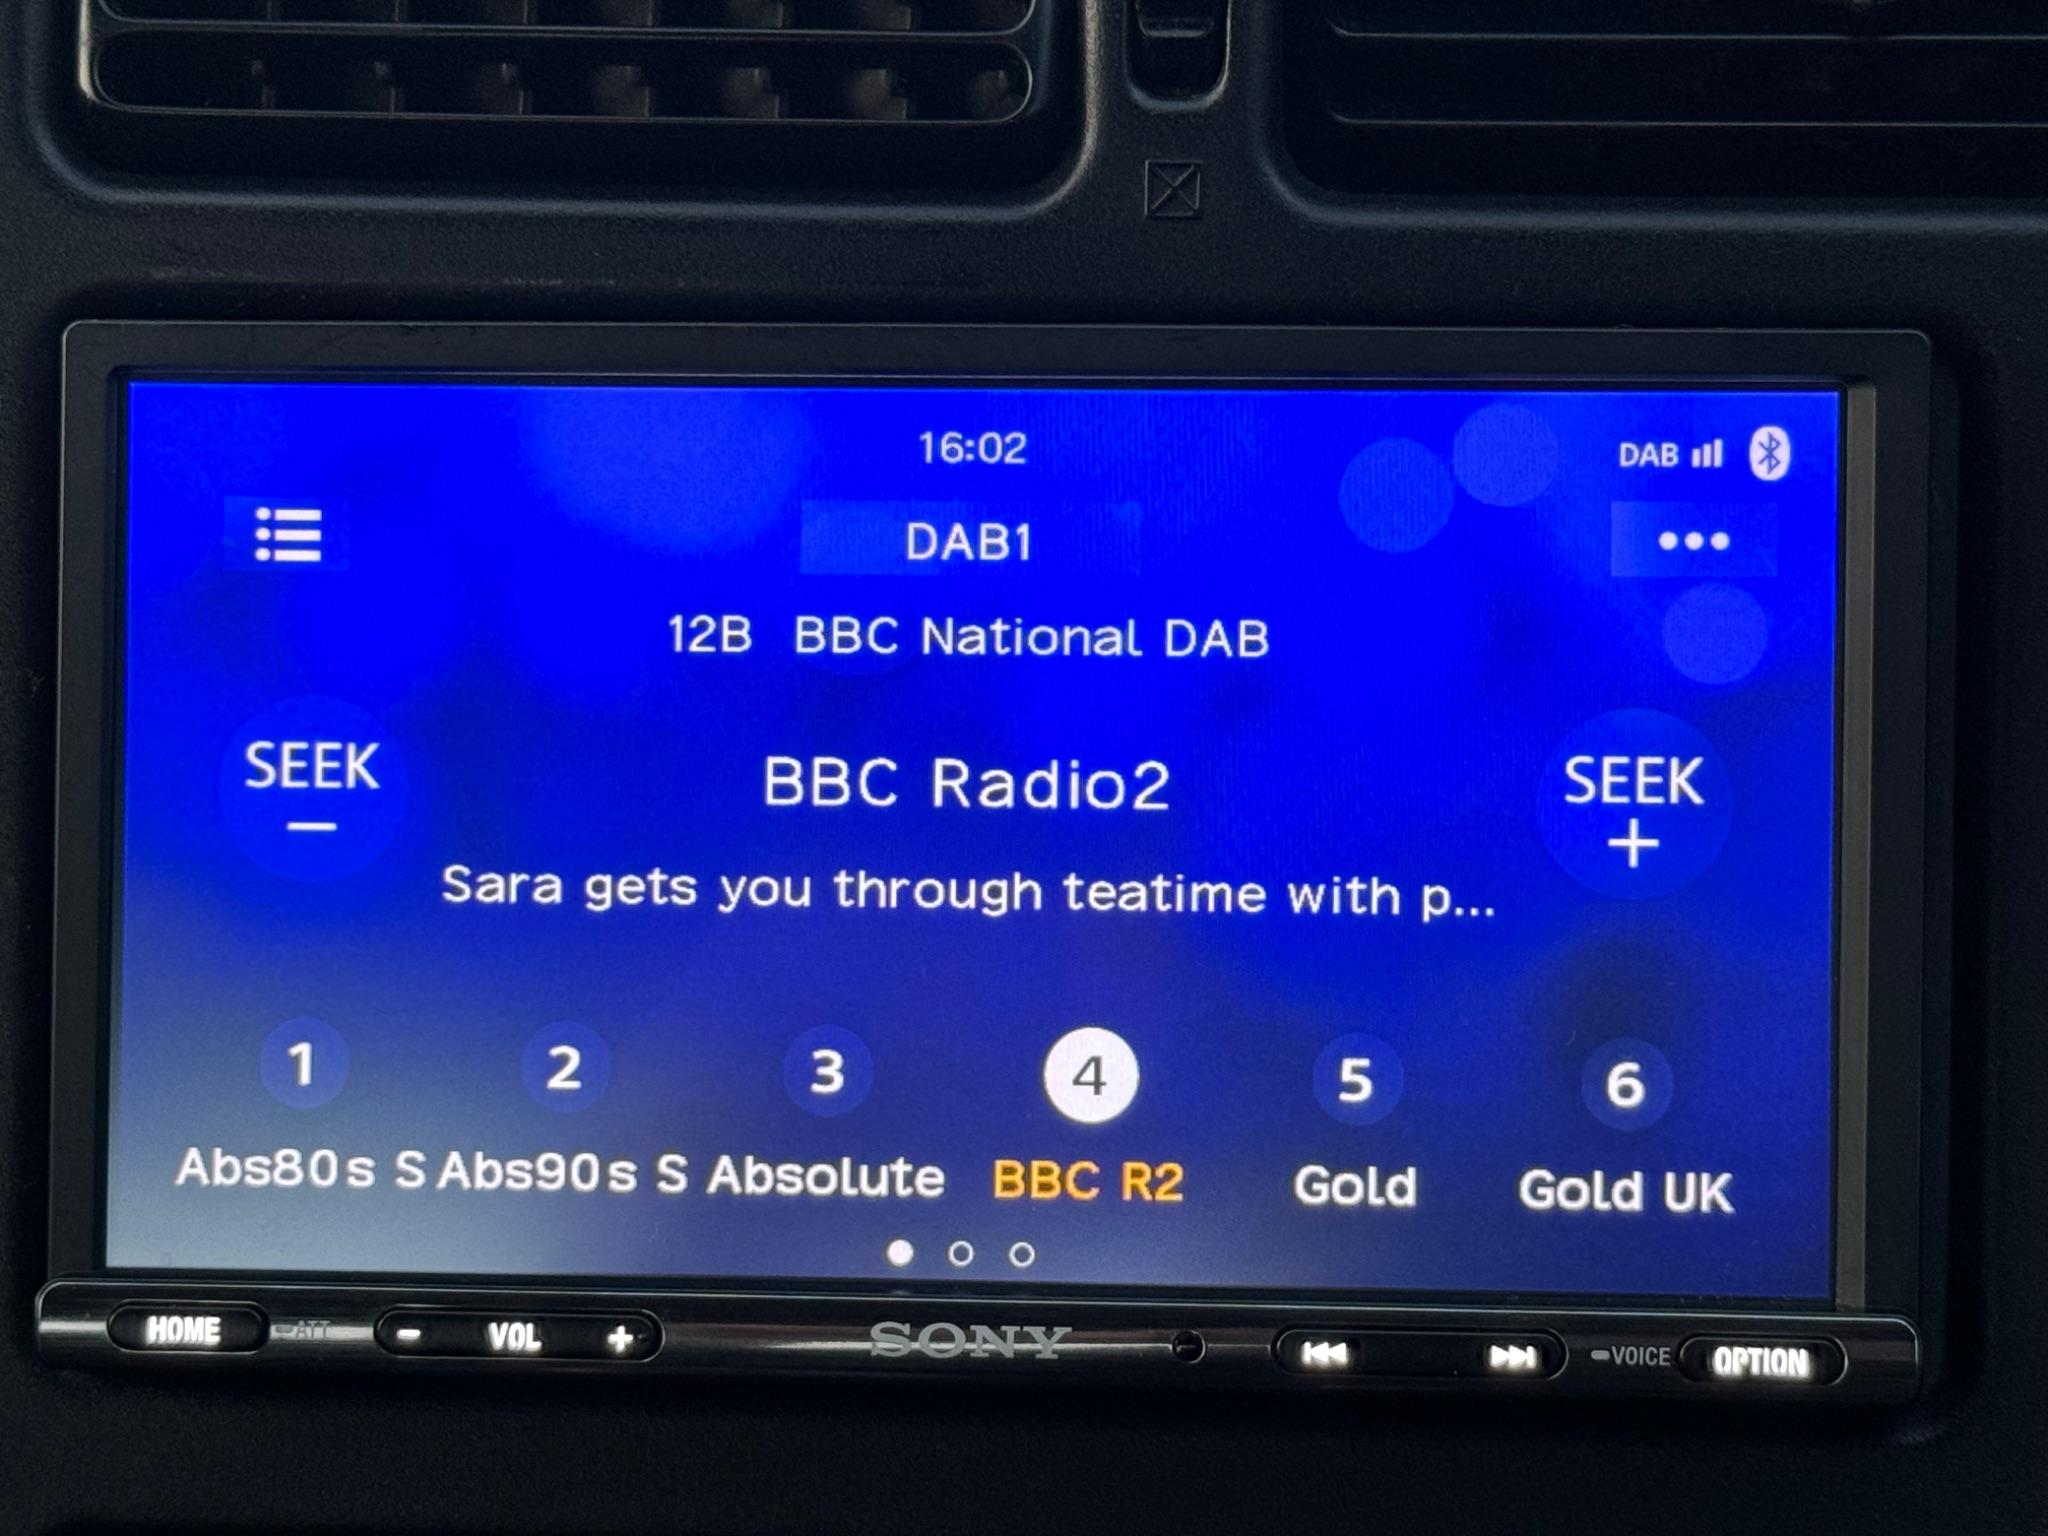 16:02
DAB
DAB1
12B BBC National DAB
SEEK
−
BBC Radio2
SEEK
+
Sara gets you through teatime with p...
1 2 3 4 5 6
Abs80s S Abs90s S Absolute BBC R2 Gold Gold UK
HOME ATT - VOL + SONY VOICE OPTION